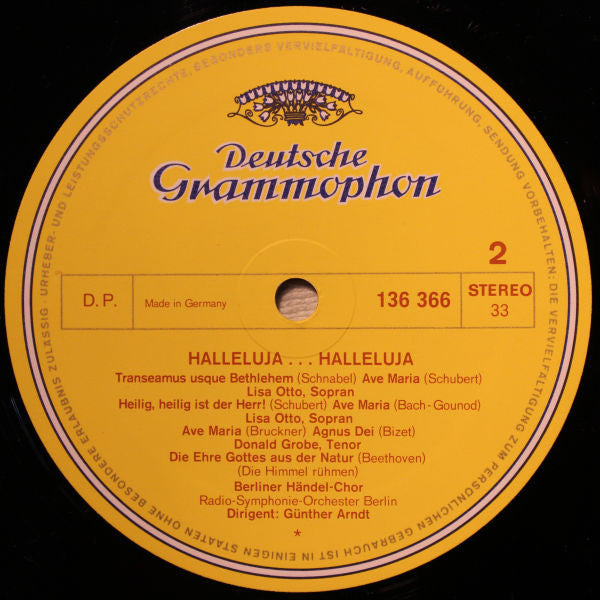 Deutsche
Grammophon
2
D.P.
Made in Germany
136 366
STEREO
33
HALLELUJA... HALLELUJA
Transeamus usque Bethlehem (Schnabel) Ave Maria (Schubert)
Lisa Otto, Sopran
Heilig, heilig ist der Herr! (Schubert) Ave Maria (Bach-Gounod)
Lisa Otto, Sopran
Ave Maria (Bruckner) Agnus Dei (Bizet)
Donald Grobe, Tenor
Die Ehre Gottes aus der Natur (Beethoven)
(Die Himmel rühmen)
Berliner Händel-Chor
Radio-Symphonie-Orchester Berlin
Dirigent: Günther Arndt
*
URHEBER- UND LEISTUNGSSCHUTZRECHTE, BESONDERS VERVIELFÄLTIGUNG, AUFFÜHRUNG, SENDUNG VORBEHALTEN: DIE VERVIELFÄLTIGUNG ZUM PERSÖNLICHEN GEBRAUCH IST IN EINIGEN STAATEN OHNE BESONDERE ERLAUBNIS ZULÄSSIG ·